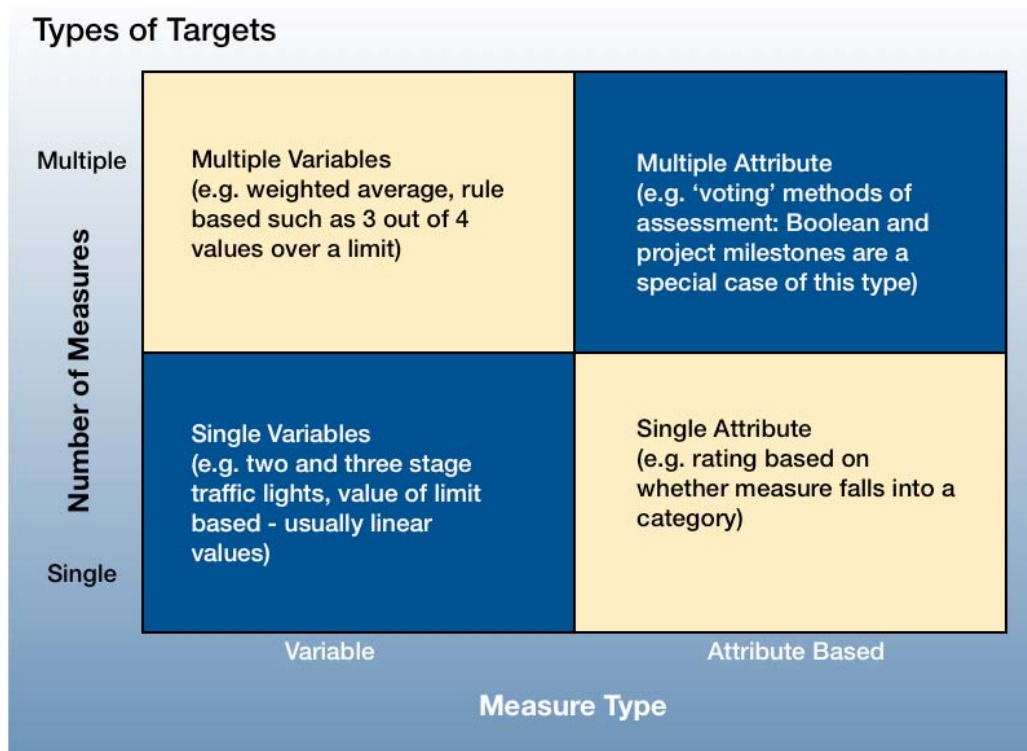 Types of Targets
Multiple
Number of Measures
Single
Multiple Variables
(e.g. weighted average, rule
based such as 3 out of 4
values over a limit)
Multiple Attribute
(e.g. ‘voting’ methods of
assessment: Boolean and
project milestones are a
special case of this type)
Single Variables
(e.g. two and three stage
traffic lights, value of limit
based - usually linear
values)
Single Attribute
(e.g. rating based on
whether measure falls into a
category)
Variable
Attribute Based
Measure Type